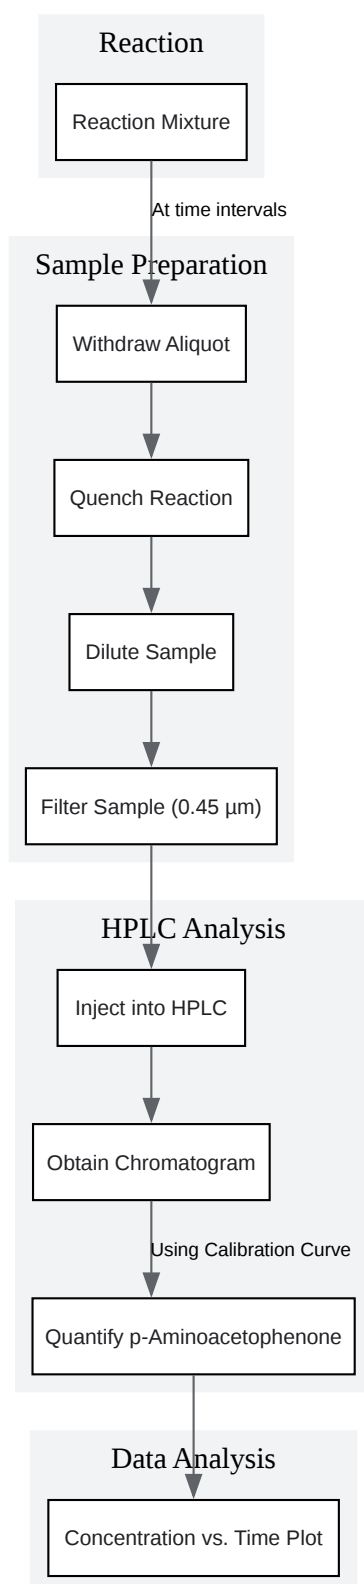 Reaction
Reaction Mixture
At time intervals
Sample Preparation
Withdraw Aliquot
Quench Reaction
Dilute Sample
Filter Sample (0.45 µm)
HPLC Analysis
Inject into HPLC
Obtain Chromatogram
Using Calibration Curve
Quantify p-Aminoacetophenone
Data Analysis
Concentration vs. Time Plot